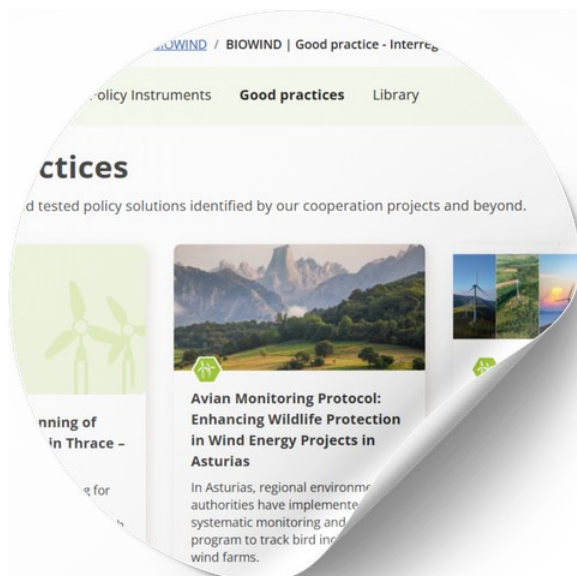 BIOWIND / BIOWIND | Good practice - Interreg
Policy Instruments Good practices Library
ctices
d tested policy solutions identified by our cooperation projects and beyond.
nning of
in Thrace –
g for
Avian Monitoring Protocol:
Enhancing Wildlife Protection
in Wind Energy Projects in
Asturias
In Asturias, regional environme
authorities have implemente
systematic monitoring and
program to track bird inc
wind farms.